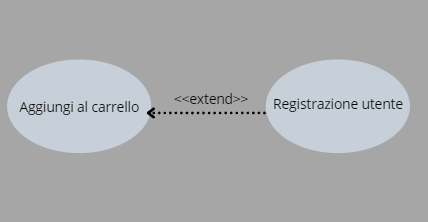 Aggiungi al carrello
<<extend>>
Registrazione utente